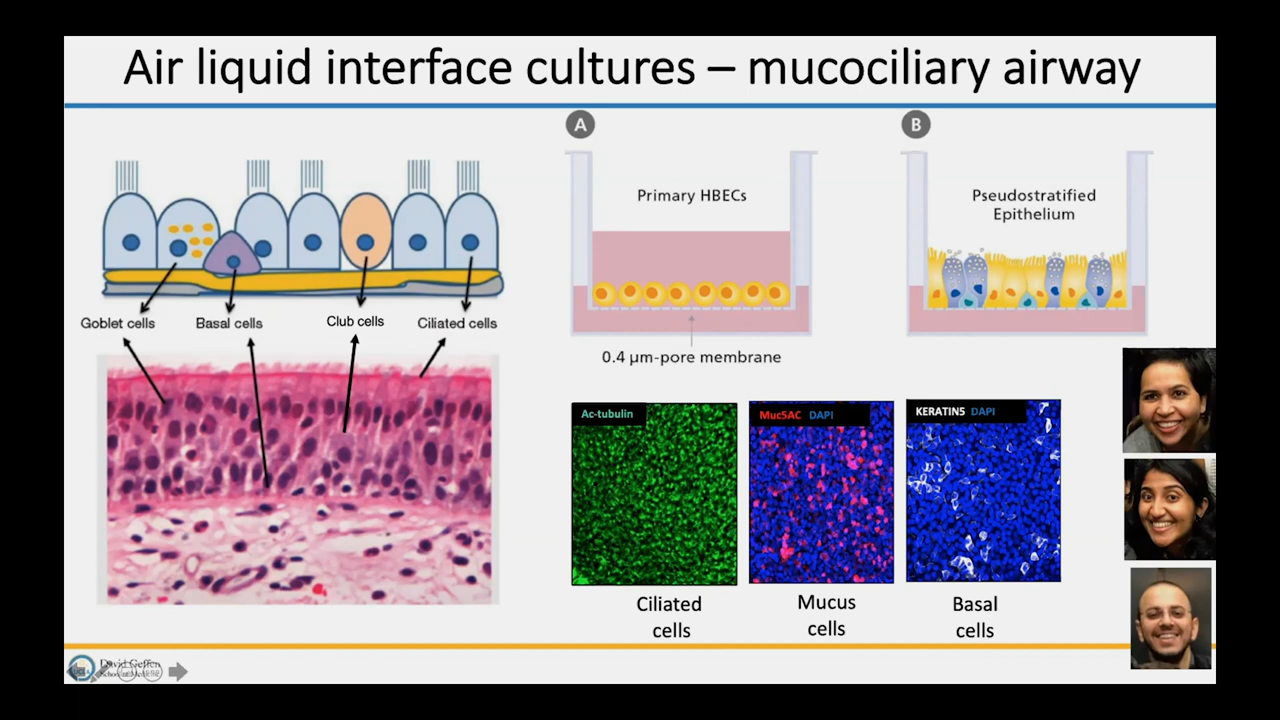 Air liquid interface cultures – mucociliary airway
A
B
Primary HBECs
Pseudostratified
Epithelium
Goblet cells
Basal cells
Club cells
Ciliated cells
0.4 µm-pore membrane
Ac-tubulin
Muc5AC DAPI
KERATIN5 DAPI
Ciliated
cells
Mucus
cells
Basal
cells
David Geffen
School of Medicine